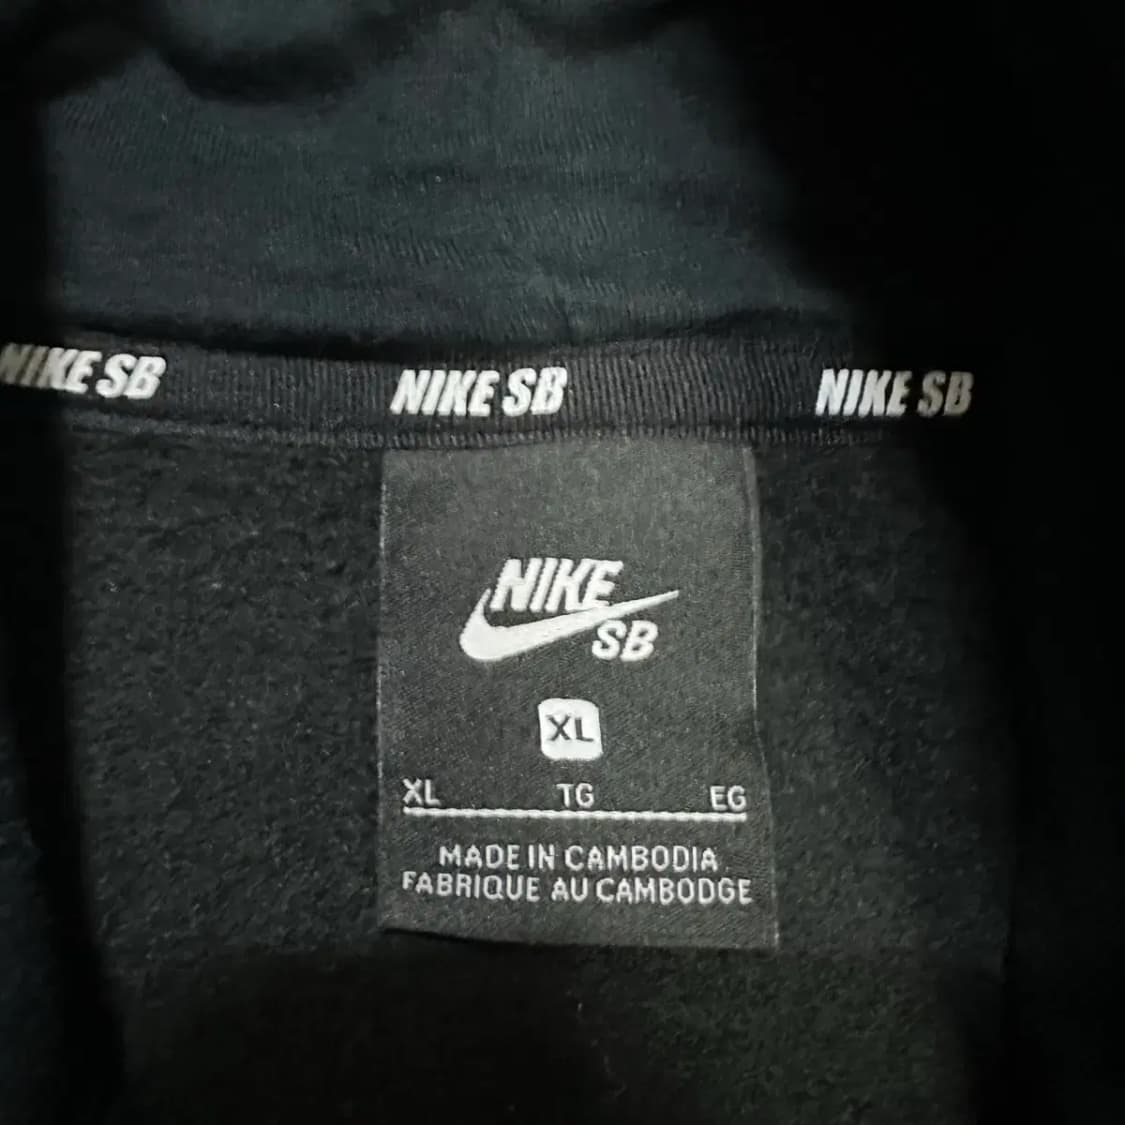 NIKE SB NIKE SB NIKE SB
NIKE
SB
XL
XL TG EG
MADE IN CAMBODIA
FABRIQUE AU CAMBODGE